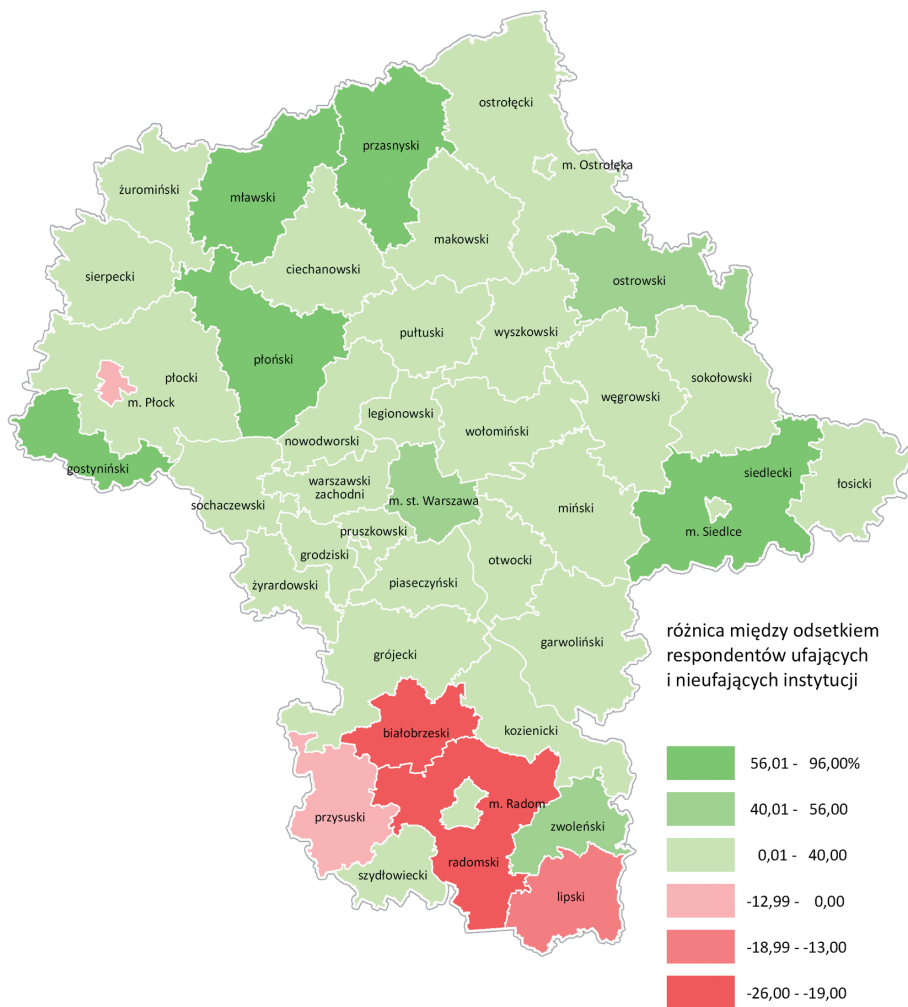 ostrołęcki
przasnyski
m. Ostrołęka
żuromiński
mławski
makowski
ciechanowski
sierpecki
ostrowski
pułtuski
wyszkowski
płoński
płocki
sokołowski
węgrowski
m. Płock
legionowski
wołomiński
nowodworski
gostyniński
siedlecki
warszawski
zachodni
łosicki
m. st. Warszawa
sochaczewski
miński
pruszkowski
m. Siedlce
grodziski
otwocki
żyrardowski
piaseczyński
garwoliński
grójecki
różnica między odsetkiem
respondentów ufających
i nieufających instytucji
białobrzeski
kozienicki
56,01 - 96,00%
m. Radom
40,01 - 56,00
przysuski
zwoleński
0,01 - 40,00
radomski
szydłowiecki
lipski
-12,99 - 0,00
-18,99 - -13,00
-26,00 - -19,00